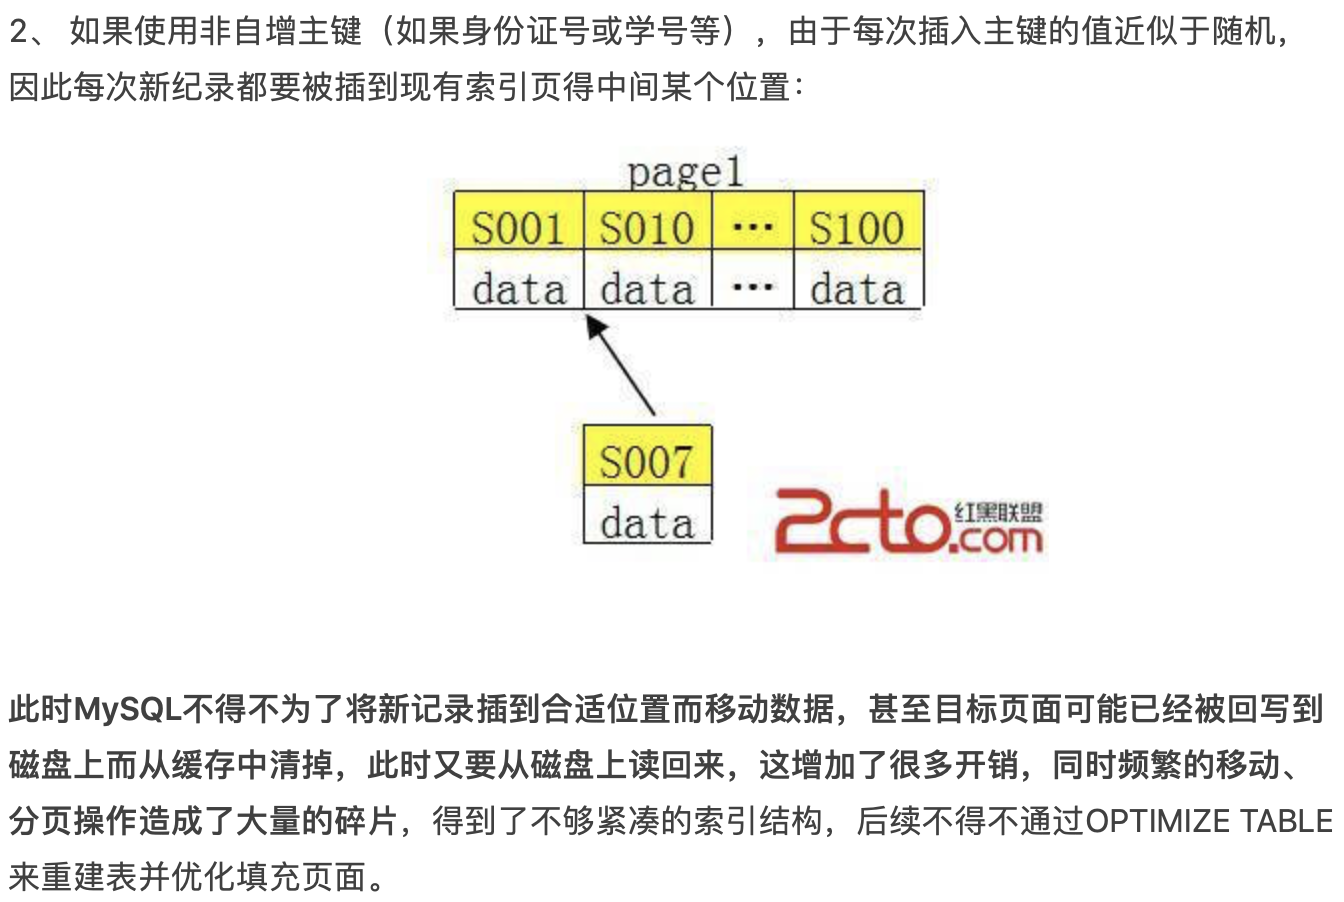 2、 如果使用非自增主键（如果身份证号或学号等），由于每次插入主键的值近似于随机，
因此每次新纪录都要被插到现有索引页得中间某个位置：
page1
S001 S010 ··· S100
data data ··· data
S007
data
2cto.com 红黑联盟
此时MySQL不得不为了将新记录插到合适位置而移动数据，甚至目标页面可能已经被回写到
磁盘上而从缓存中清掉，此时又要从磁盘上读回来，这增加了很多开销，同时频繁的移动、
分页操作造成了大量的碎片，得到了不够紧凑的索引结构，后续不得不通过OPTIMIZE TABLE
来重建表并优化填充页面。